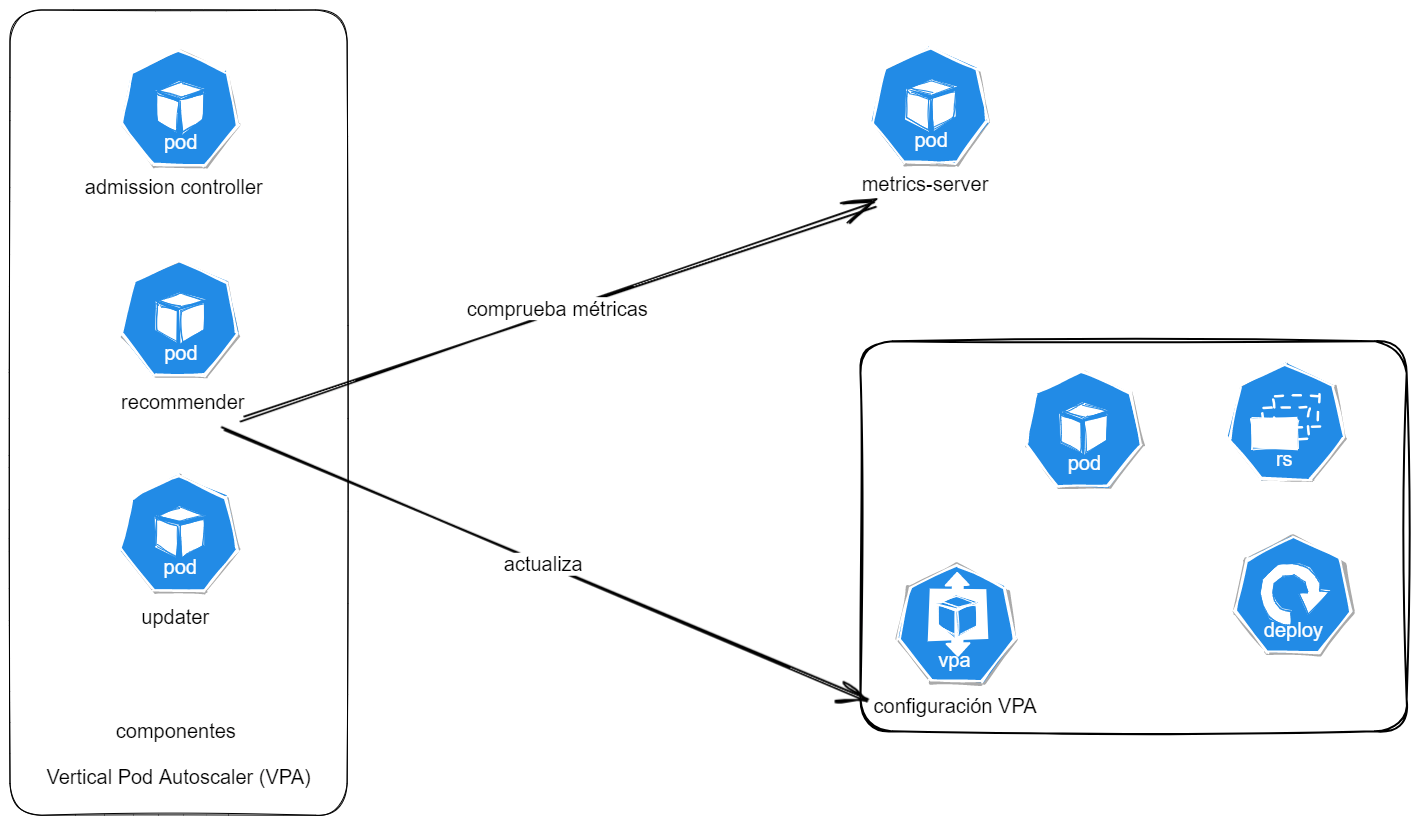 pod
admission controller
pod
recommender
pod
updater
componentes
Vertical Pod Autoscaler (VPA)
comprueba métricas
actualiza
pod
metrics-server
pod
rs
vpa
deploy
configuración VPA